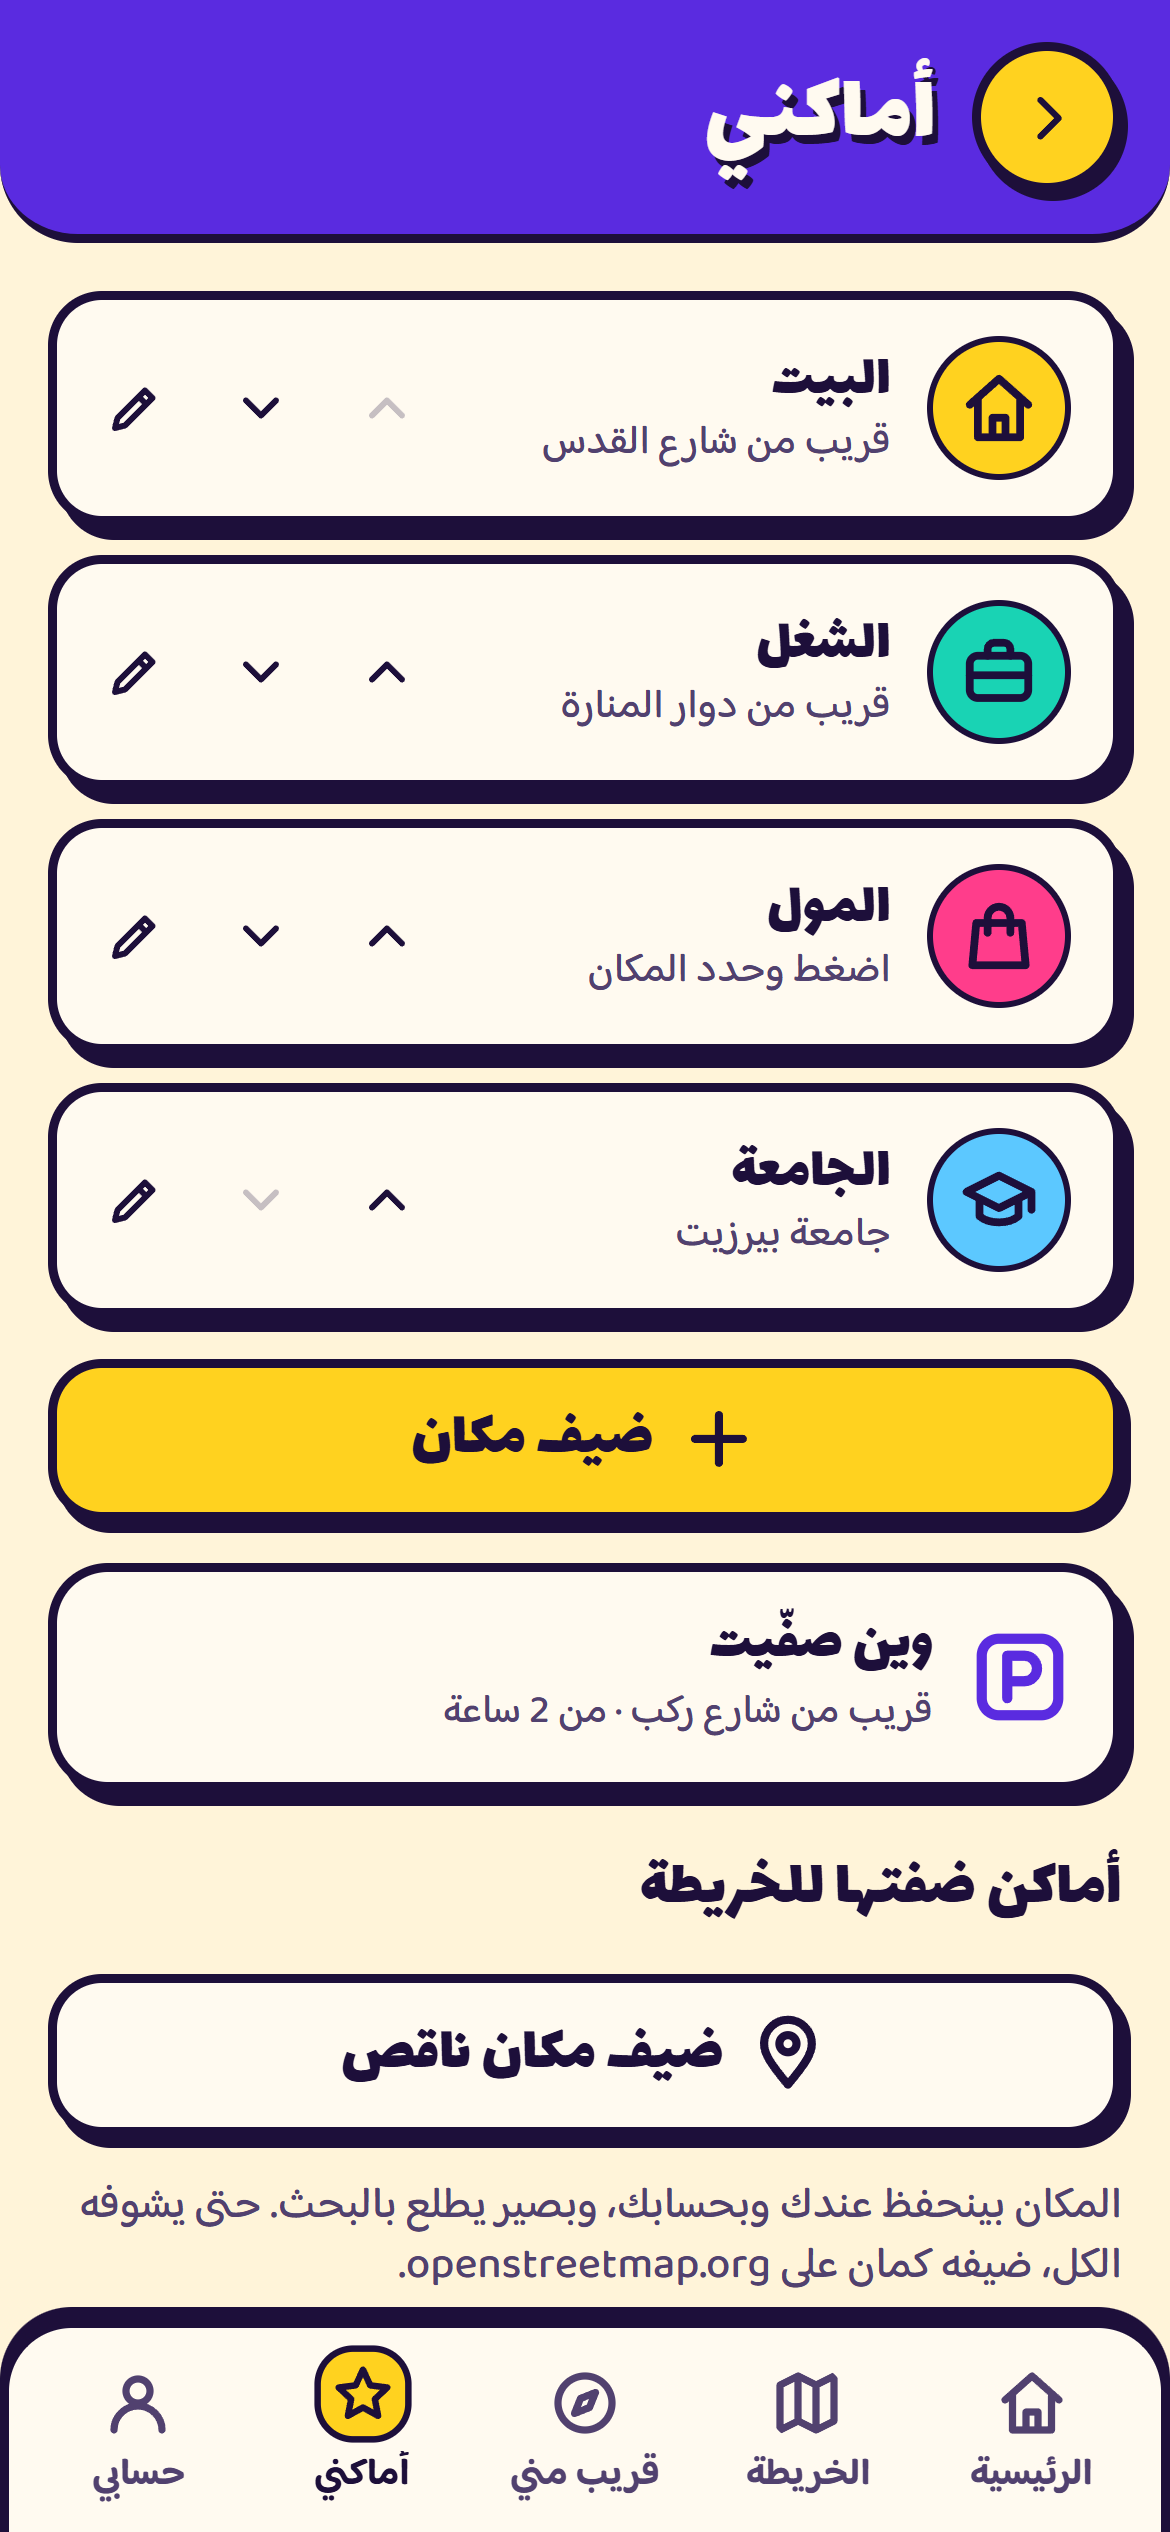 أماكني
البيت
قريب من شارع القدس
الشغل
قريب من دوار المنارة
المول
اضغط وحدد المكان
الجامعة
جامعة بيرزيت
ضيف مكان
P
وين صفّيت
قريب من شارع ركب · من 2 ساعة
أماكن ضفتها للخريطة
ضيف مكان ناقص
المكان بينحفظ عندك وبحسابك، وبصير يطلع بالبحث. حتى يشوفه
الكل، ضيفه كمان على openstreetmap.org.
الرئيسية
الخريطة
قريب مني
أماكني
حسابي